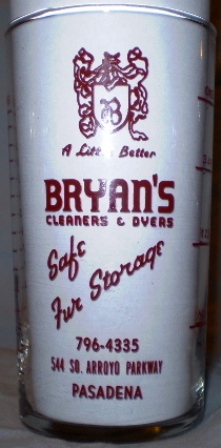 B
A Little Better
BRYAN'S
CLEANERS & DYERS
Safe
Fur Storage
796-4335
544 SO. ARROYO PARKWAY
PASADENA